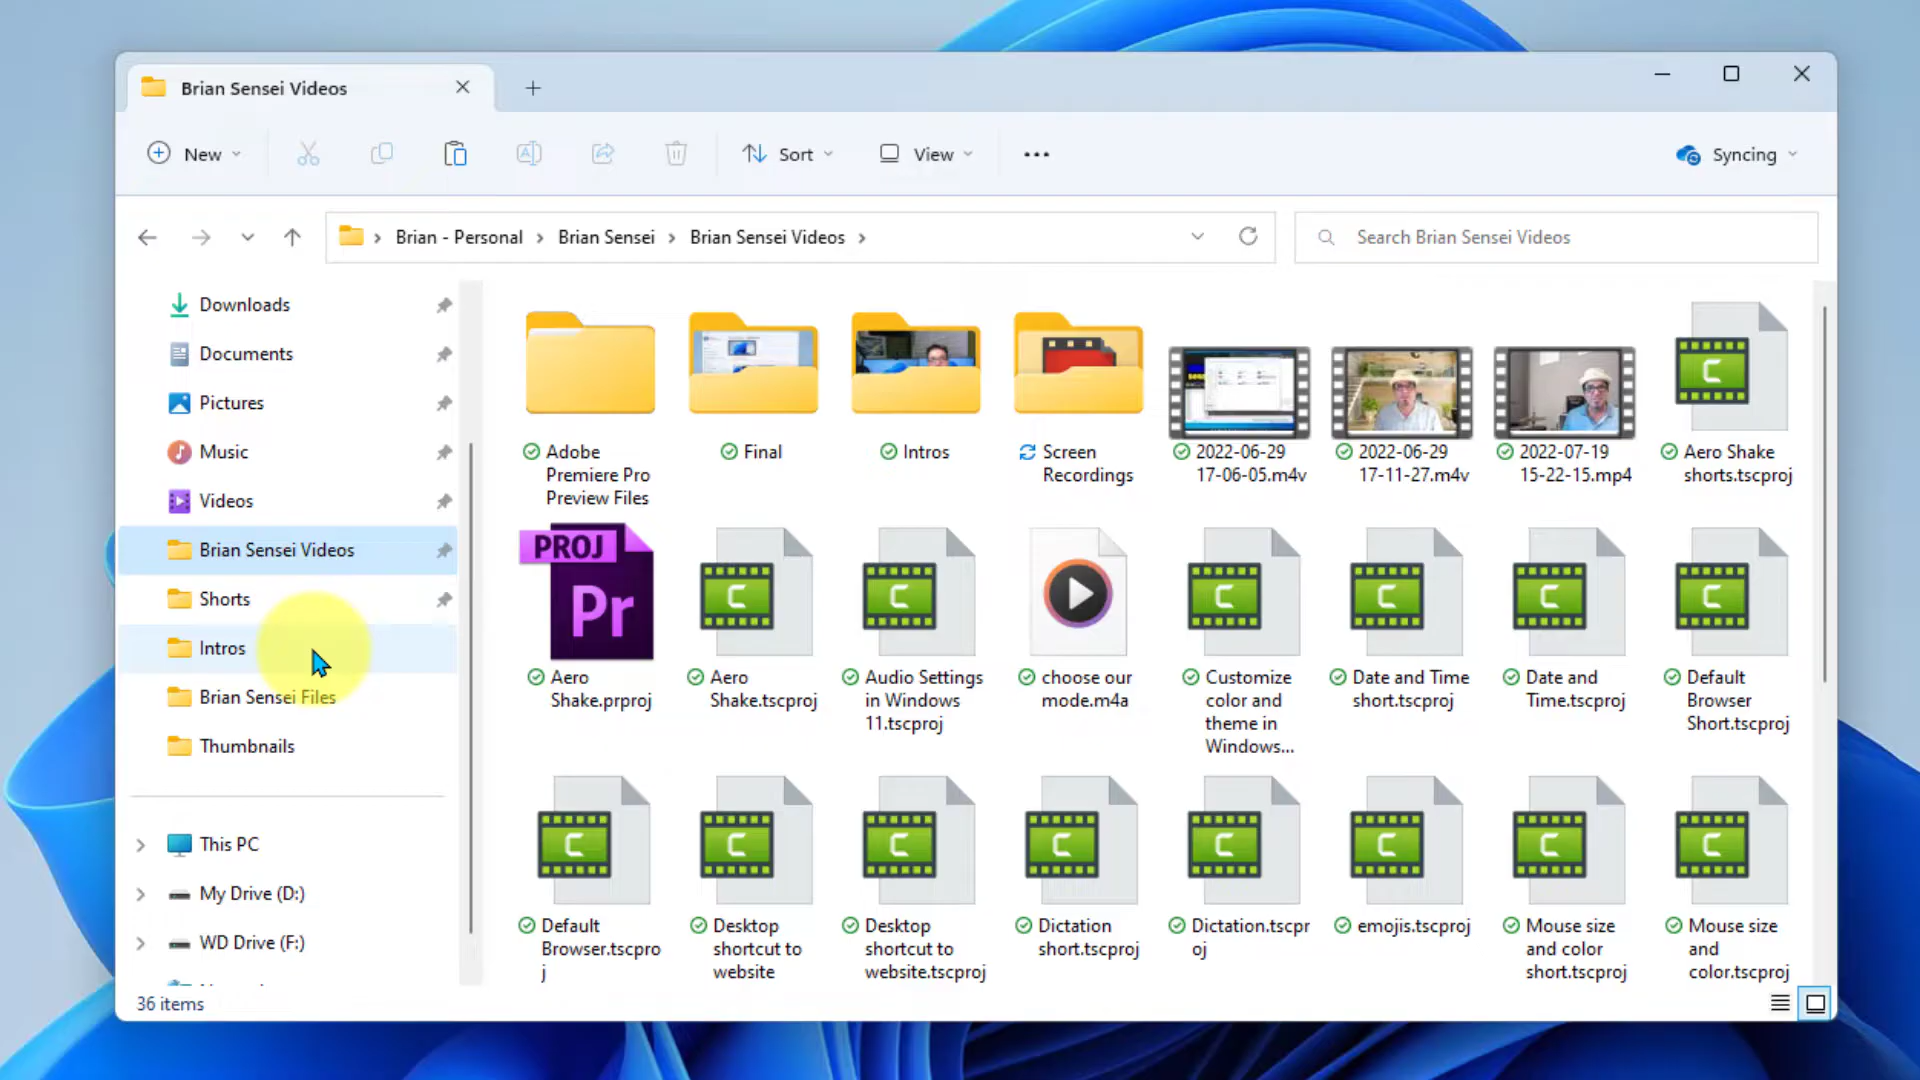 Brian Sensei Videos
New
Sort
View
Syncing
Brian - Personal
Brian Sensei
Brian Sensei Videos
Search Brian Sensei Videos
Downloads
Documents
Pictures
Music
Videos
Brian Sensei Videos
Shorts
Intros
Brian Sensei Files
Thumbnails
This PC
My Drive (D:)
WD Drive (F:)
Adobe
Premiere Pro
Preview Files
Final
Intros
Screen
Recordings
2022-06-29
17-06-05.m4v
2022-06-29
17-11-27.m4v
2022-07-19
15-22-15.mp4
Aero Shake
shorts.tscproj
PROJ
Pr
Aero
Shake.prproj
C
Aero
Shake.tscproj
C
Audio Settings
in Windows
11.tscproj
choose our
mode.m4a
C
Customize
color and
theme in
Windows...
C
Date and Time
short.tscproj
C
Date and
Time.tscproj
C
Default
Browser
Short.tscproj
C
Default
Browser.tscpro
j
C
Desktop
shortcut to
website
C
Desktop
shortcut to
website.tscproj
C
Dictation
short.tscproj
C
Dictation.tscpr
oj
C
emojis.tscproj
C
Mouse size
and color
short.tscproj
C
Mouse size
and
color.tscproj
36 items